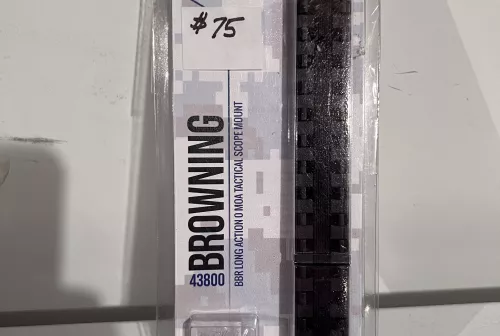 $75
BROWNING
43800
BBR LONG ACTION 0 MOA TACTICAL SCOPE MOUNT